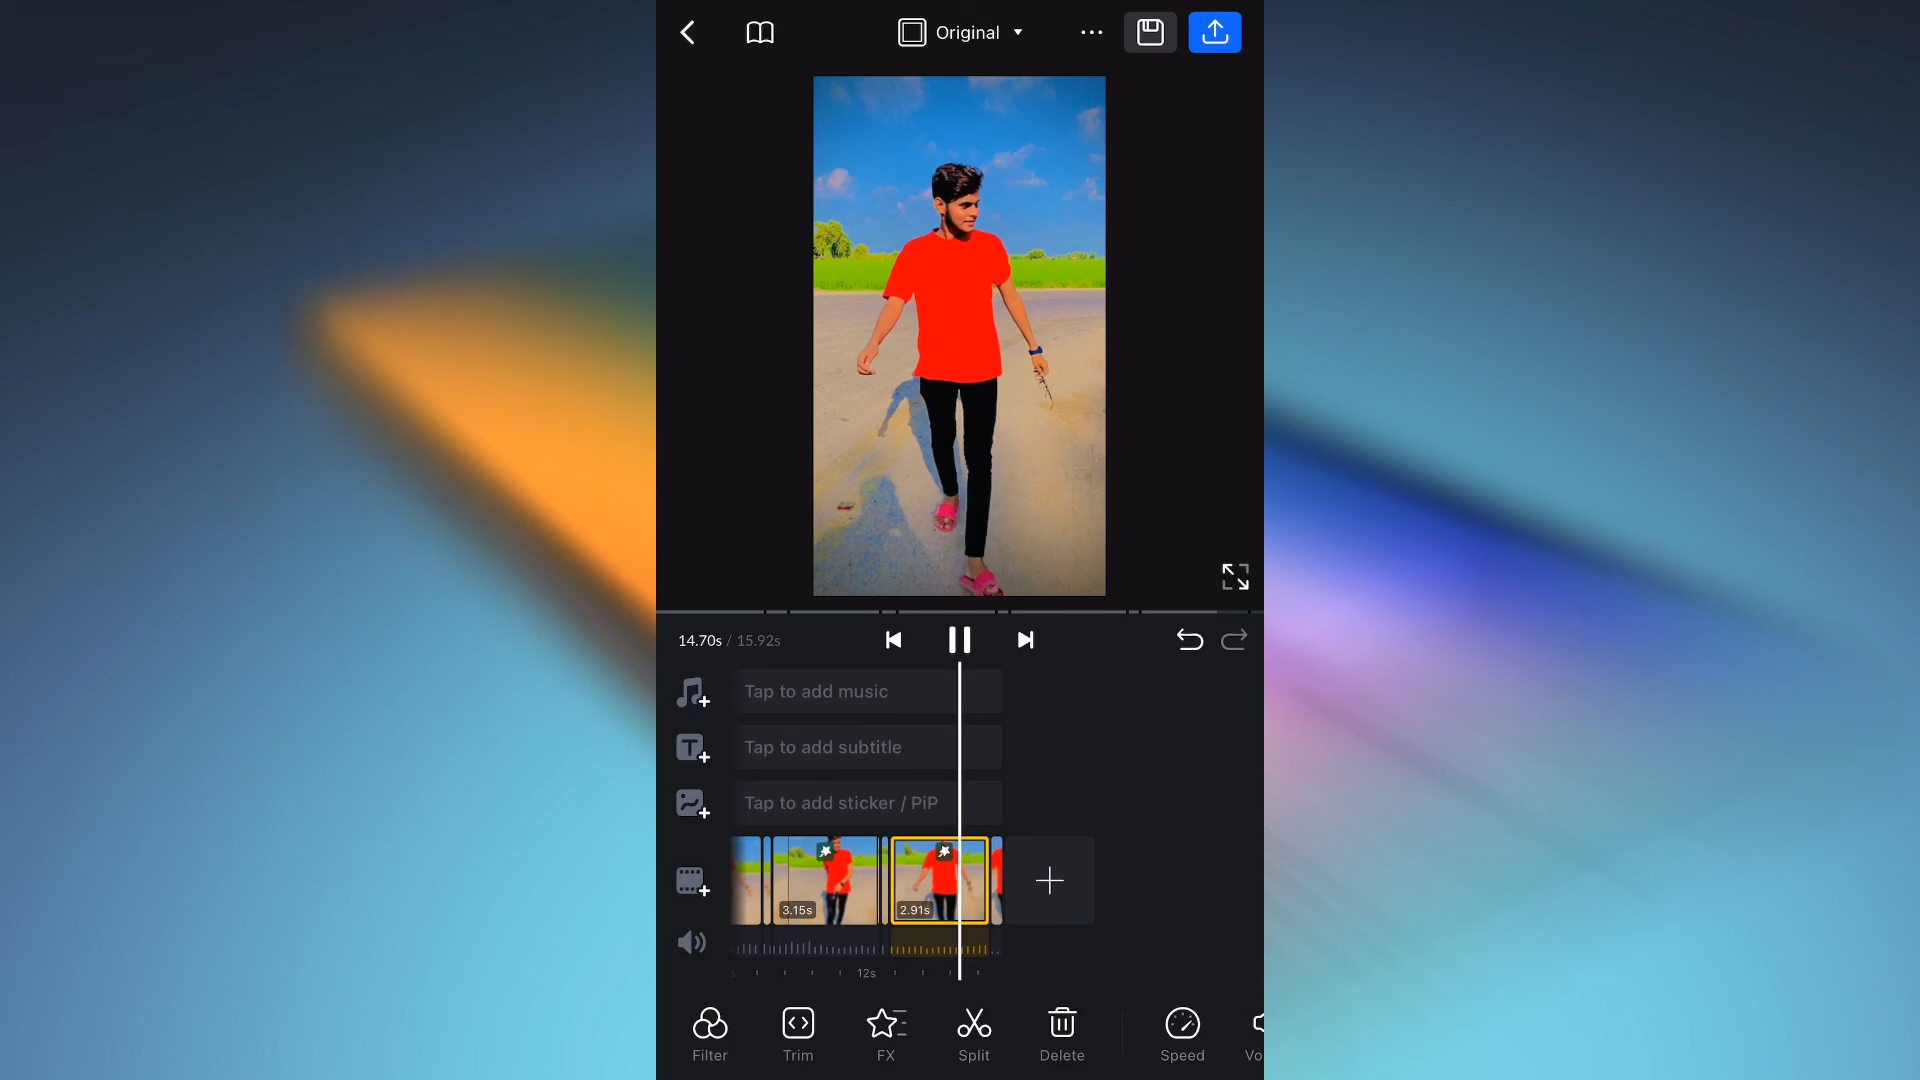 Original
14.70s / 15.92s
Tap to add music
Tap to add subtitle
Tap to add sticker / PiP
3.15s
2.91s
12s
Filter
Trim
FX
Split
Delete
Speed
Vo